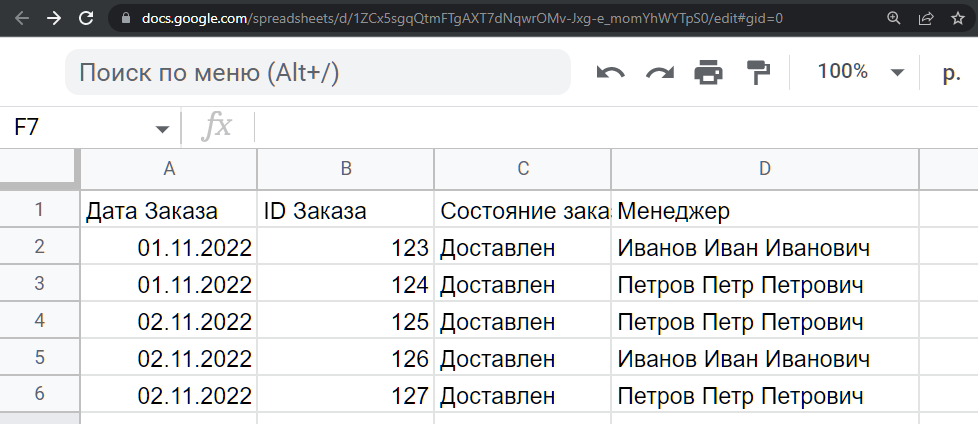 docs.google.com/spreadsheets/d/1ZCx5sgqQtmFTgAXT7dNqwrOMv-Jxg-e_momYhWYTpS0/edit#gid=0
Поиск по меню (Alt+/) 100% р.
F7 fx
A B C D
1 Дата Заказа ID Заказа Состояние зака Менеджер
2 01.11.2022 123 Доставлен Иванов Иван Иванович
3 01.11.2022 124 Доставлен Петров Петр Петрович
4 02.11.2022 125 Доставлен Петров Петр Петрович
5 02.11.2022 126 Доставлен Иванов Иван Иванович
6 02.11.2022 127 Доставлен Петров Петр Петрович